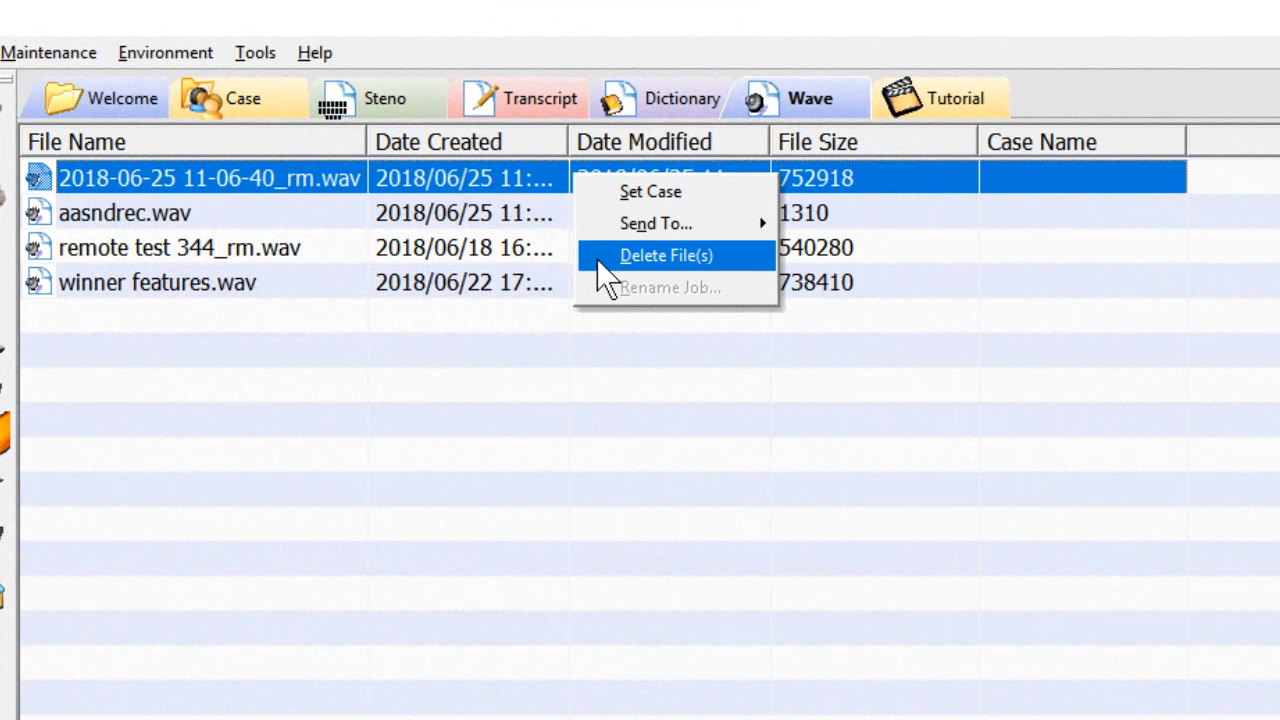 Maintenance Environment Tools Help
Welcome Case Steno Transcript Dictionary Wave Tutorial
File Name Date Created Date Modified File Size Case Name
2018-06-25 11-06-40_rm.wav 2018/06/25 11:... 752918
Set Case
aasndrec.wav 2018/06/25 11:... 1310
Send To...
remote test 344_rm.wav 2018/06/18 16:... 540280
Delete File(s)
winner features.wav 2018/06/22 17:... 738410
Rename Job...